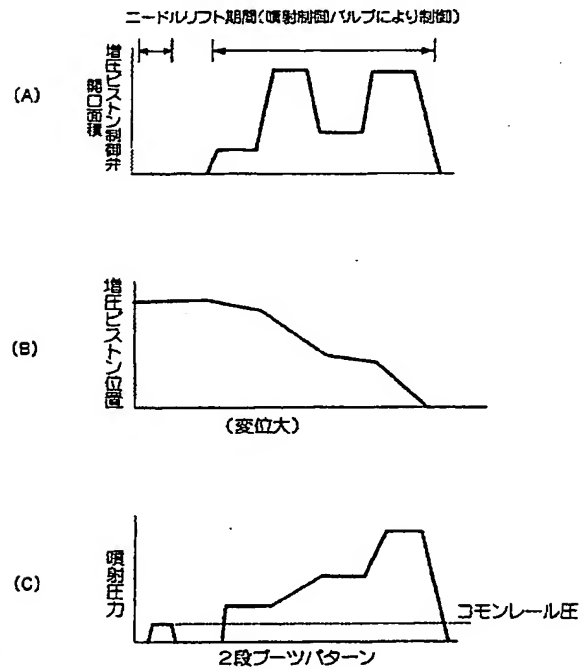 ニードルリフト期間(噴射制御バルブにより制御)
(A)
増圧ピストン制御弁
開口面積
(B)
増圧ピストン位置
(変位大)
(C)
噴射圧力
コモンレール圧
2段ブーツパターン